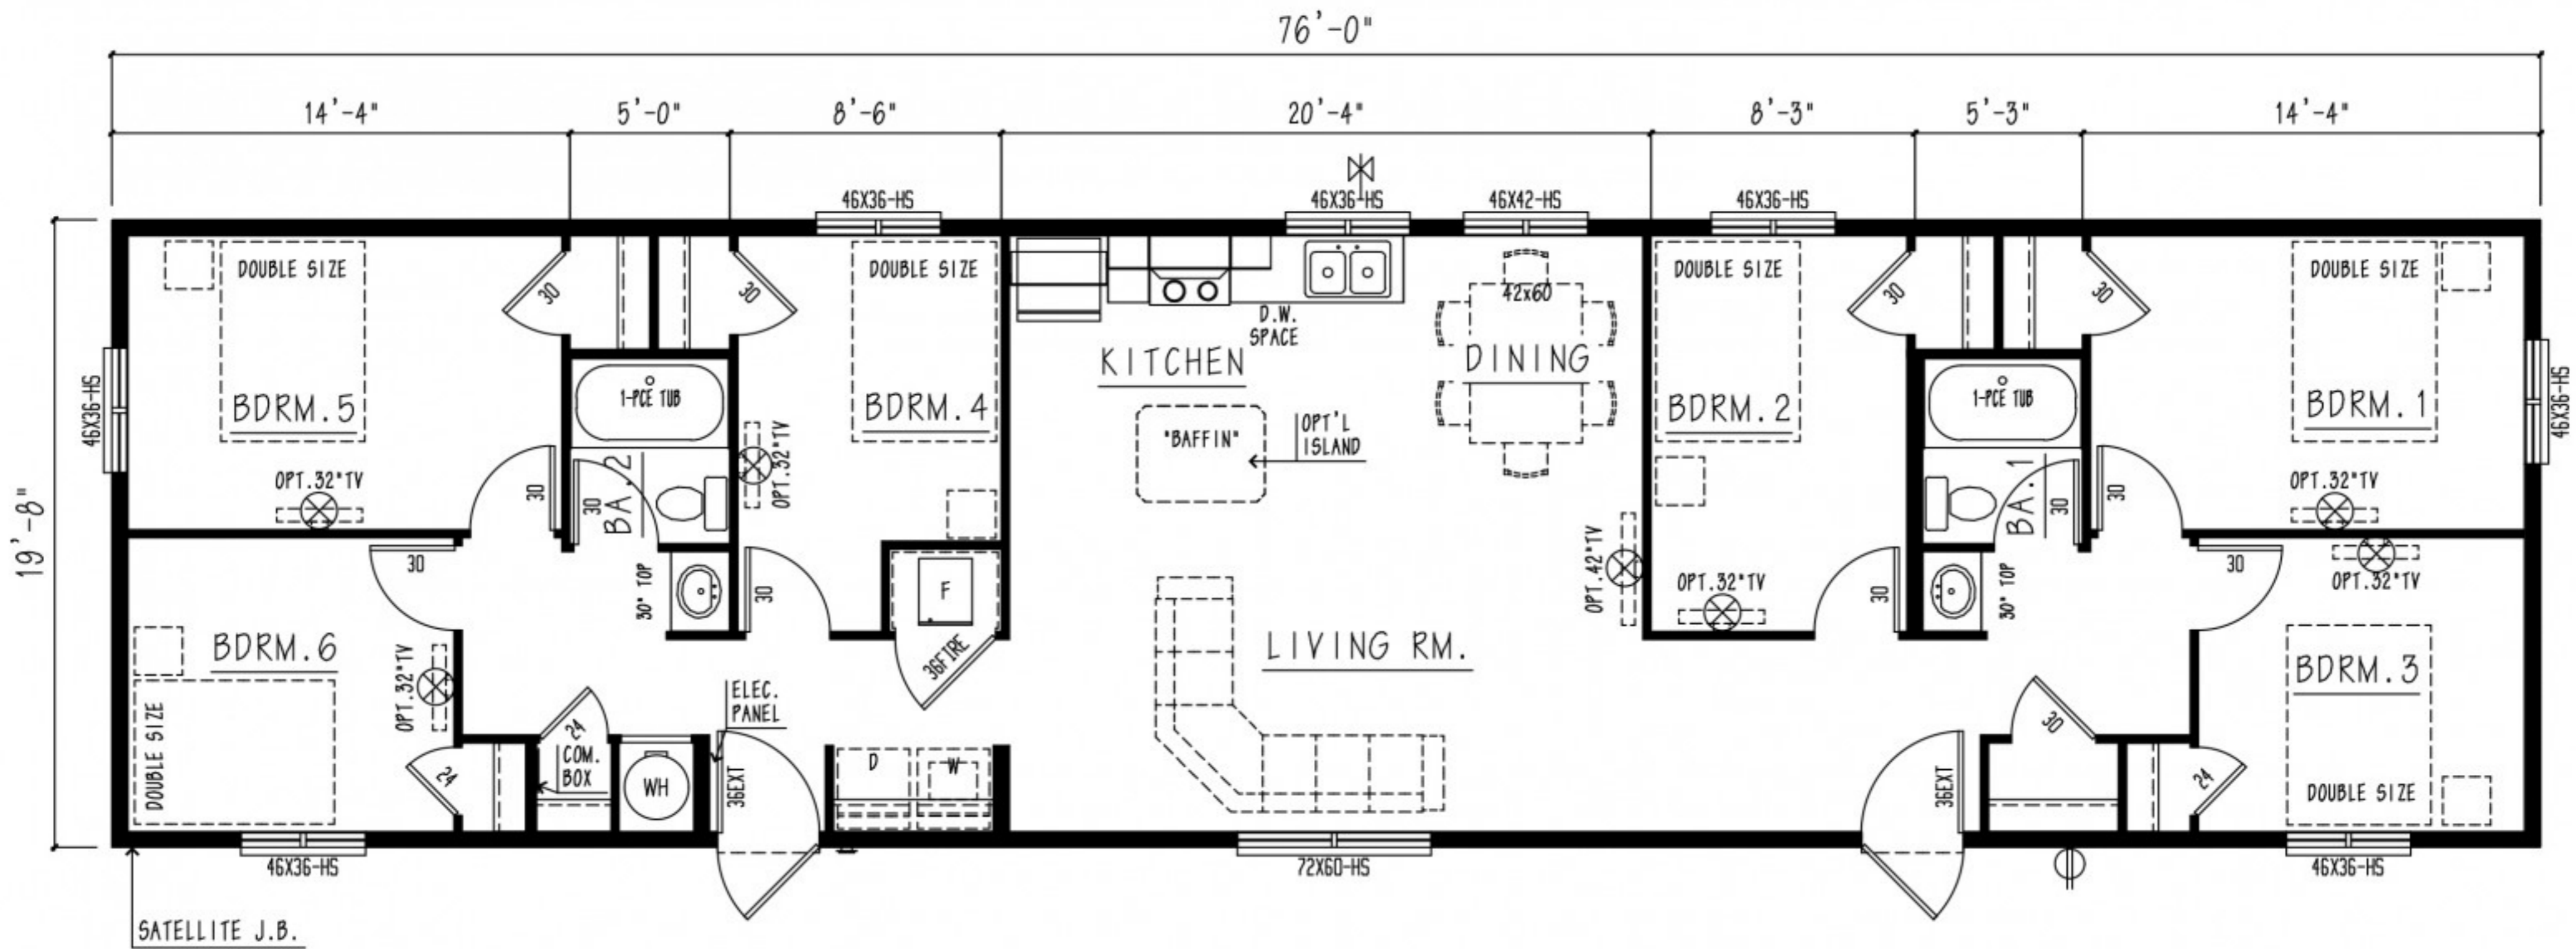 76'-0"
14'-4"
5'-0"
8'-6"
20'-4"
8'-3"
5'-3"
14'-4"
46X36-HS
46X36-HS
46X42-HS
46X36-HS
DOUBLE SIZE
30
30
DOUBLE SIZE
42x60
DOUBLE SIZE
30
30
DOUBLE SIZE
D.W.
SPACE
KITCHEN
DINING
46X36-HS
BDRM.5
1-PCE TUB
BDRM.4
"BAFFIN"
OPT'L
ISLAND
BDRM.2
1-PCE TUB
BDRM.1
46X36-HS
OPT.32"TV
30
30
BA.2
OPT.32"TV
BA.1
30
30
OPT.32"TV
19'-8"
30
30" TOP
30
F
OPT.42"TV
OPT.32"TV
30
30" TOP
30
OPT.32"TV
BDRM.6
OPT.32"TV
36FIRE
LIVING RM.
BDRM.3
ELEC.
PANEL
DOUBLE SIZE
24
24
COM.
BOX
WH
36EXT
D
W
36EXT
30
24
DOUBLE SIZE
46X36-HS
72X60-HS
46X36-HS
SATELLITE J.B.